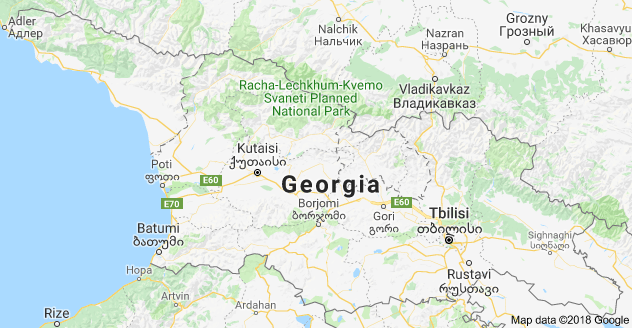 Adler
Адлер
Nalchik
Нальчик
Nazran
Назрань
Grozny
Грозный
Khasavyur
Хасавюр
Vladikavkaz
Владикавказ
Racha-Lechkhum-Kvemo
Svaneti Planned
National Park
Kutaisi
ქუთაისი
Poti
ფოთი
E60
E70
Georgia
Borjomi
ბორჯომი
E60
Gori
გორი
Tbilisi
თბილისი
Sighnaghi
სიღნაღი
Batumi
ბათუმი
Hopa
Rustavi
რუსთავი
Artvin
Ardahan
Rize
Map data ©2018 Google